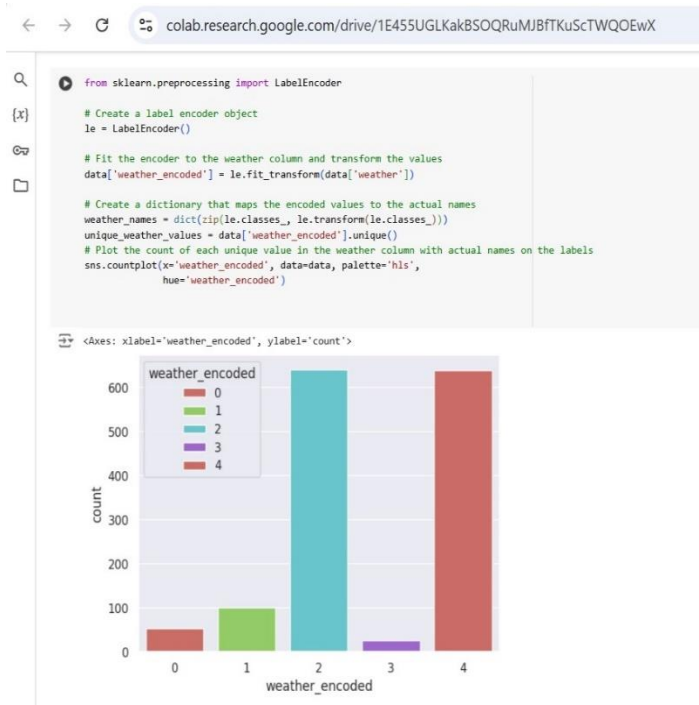 colab.research.google.com/drive/1E455UGLKakBSOQRuMJBfTKuScTWQOEwX
{x}
from sklearn.preprocessing import LabelEncoder
# Create a label encoder object
le = LabelEncoder()
# Fit the encoder to the weather column and transform the values
data['weather_encoded'] = le.fit_transform(data['weather'])
# Create a dictionary that maps the encoded values to the actual names
weather_names = dict(zip(le.classes_, le.transform(le.classes_)))
unique_weather_values = data['weather_encoded'].unique()
# Plot the count of each unique value in the weather column with actual names on the labels
sns.countplot(x='weather_encoded', data=data, palette='hls',
hue='weather_encoded')
<Axes: xlabel='weather_encoded', ylabel='count'>
weather_encoded
0
1
2
3
4
600
500
400
300
200
100
0
count
0 1 2 3 4
weather_encoded